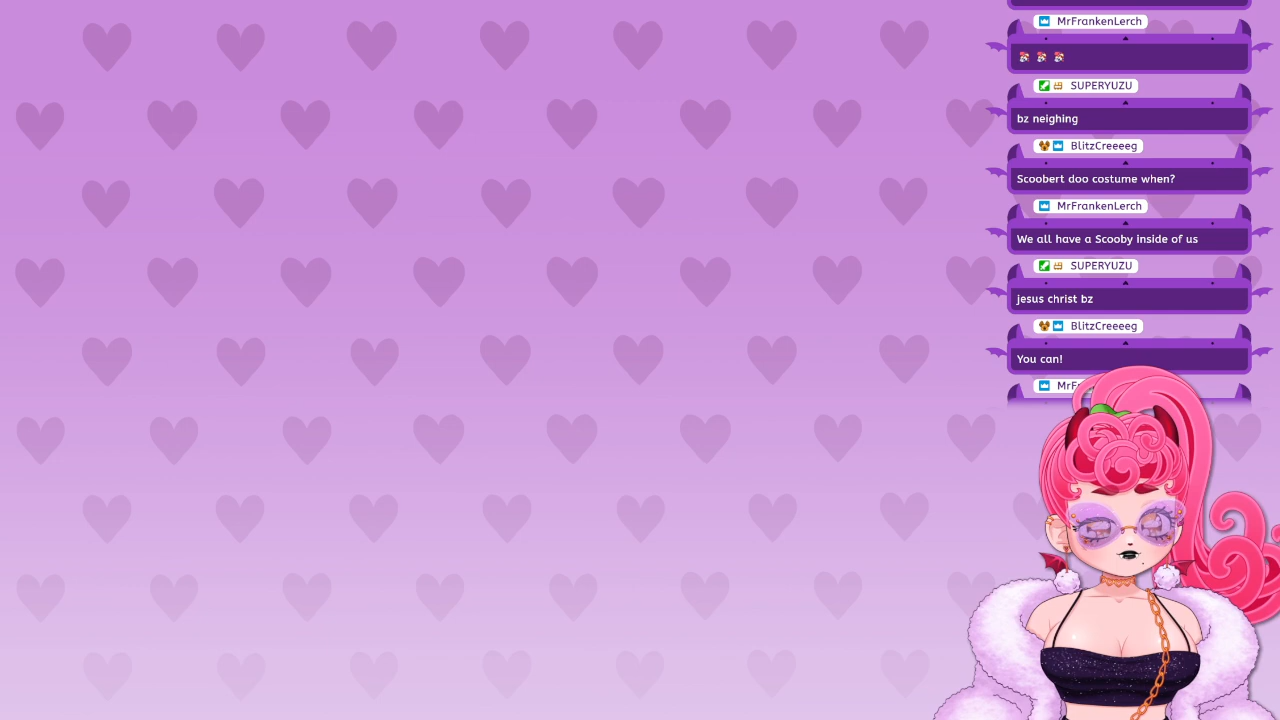 MrFrankenLerch
SUPERYUZU
bz neighing
BlitzCreeeeg
Scoobert doo costume when?
MrFrankenLerch
We all have a Scooby inside of us
SUPERYUZU
jesus christ bz
BlitzCreeeeg
You can!
MrF